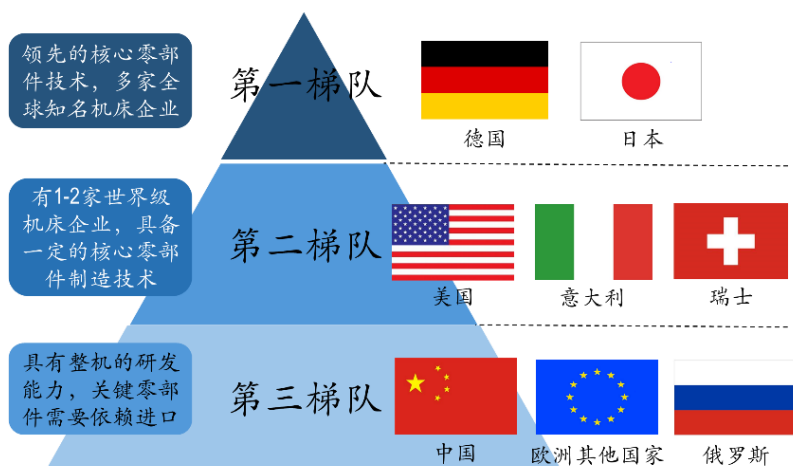 领先的核心零部
件技术，多家全
球知名机床企业
第一梯队
德国
日本
有1-2家世界级
机床企业，具备
一定的核心零部
件制造技术
第二梯队
美国
意大利
瑞士
具有整机的研发
能力，关键零部
件需要依赖进口
第三梯队
中国
欧洲其他国家
俄罗斯